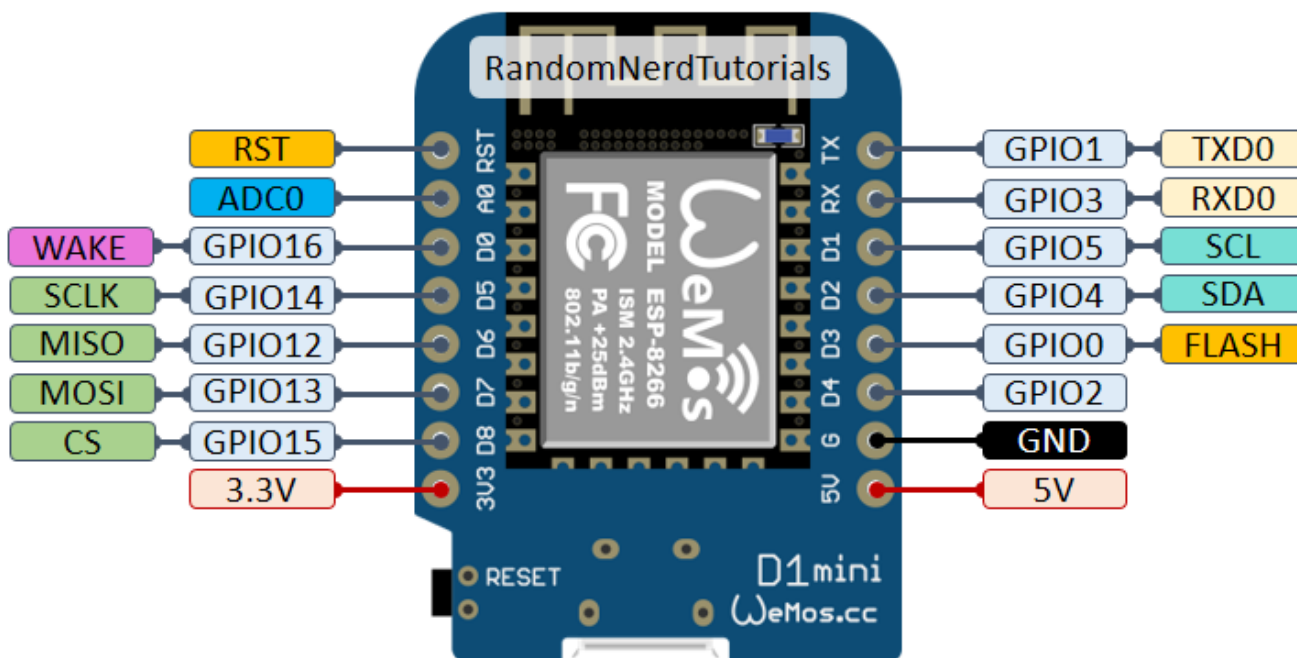 RandomNerdTutorials
RST RST TX GPIO1 TXD0
ADC0 A0 RX GPIO3 RXD0
WAKE GPIO16 D0 D1 GPIO5 SCL
SCLK GPIO14 D5 D2 GPIO4 SDA
MISO GPIO12 D6 D3 GPIO0 FLASH
MOSI GPIO13 D7 D4 GPIO2
CS GPIO15 D8 G GND
3.3V 3V3 5V 5V
WeMos
MODEL ESP-8266
ISM 2.4GHz
PA +25dBm
802.11b/g/n
FC
RESET
D1 mini
WeMos.cc